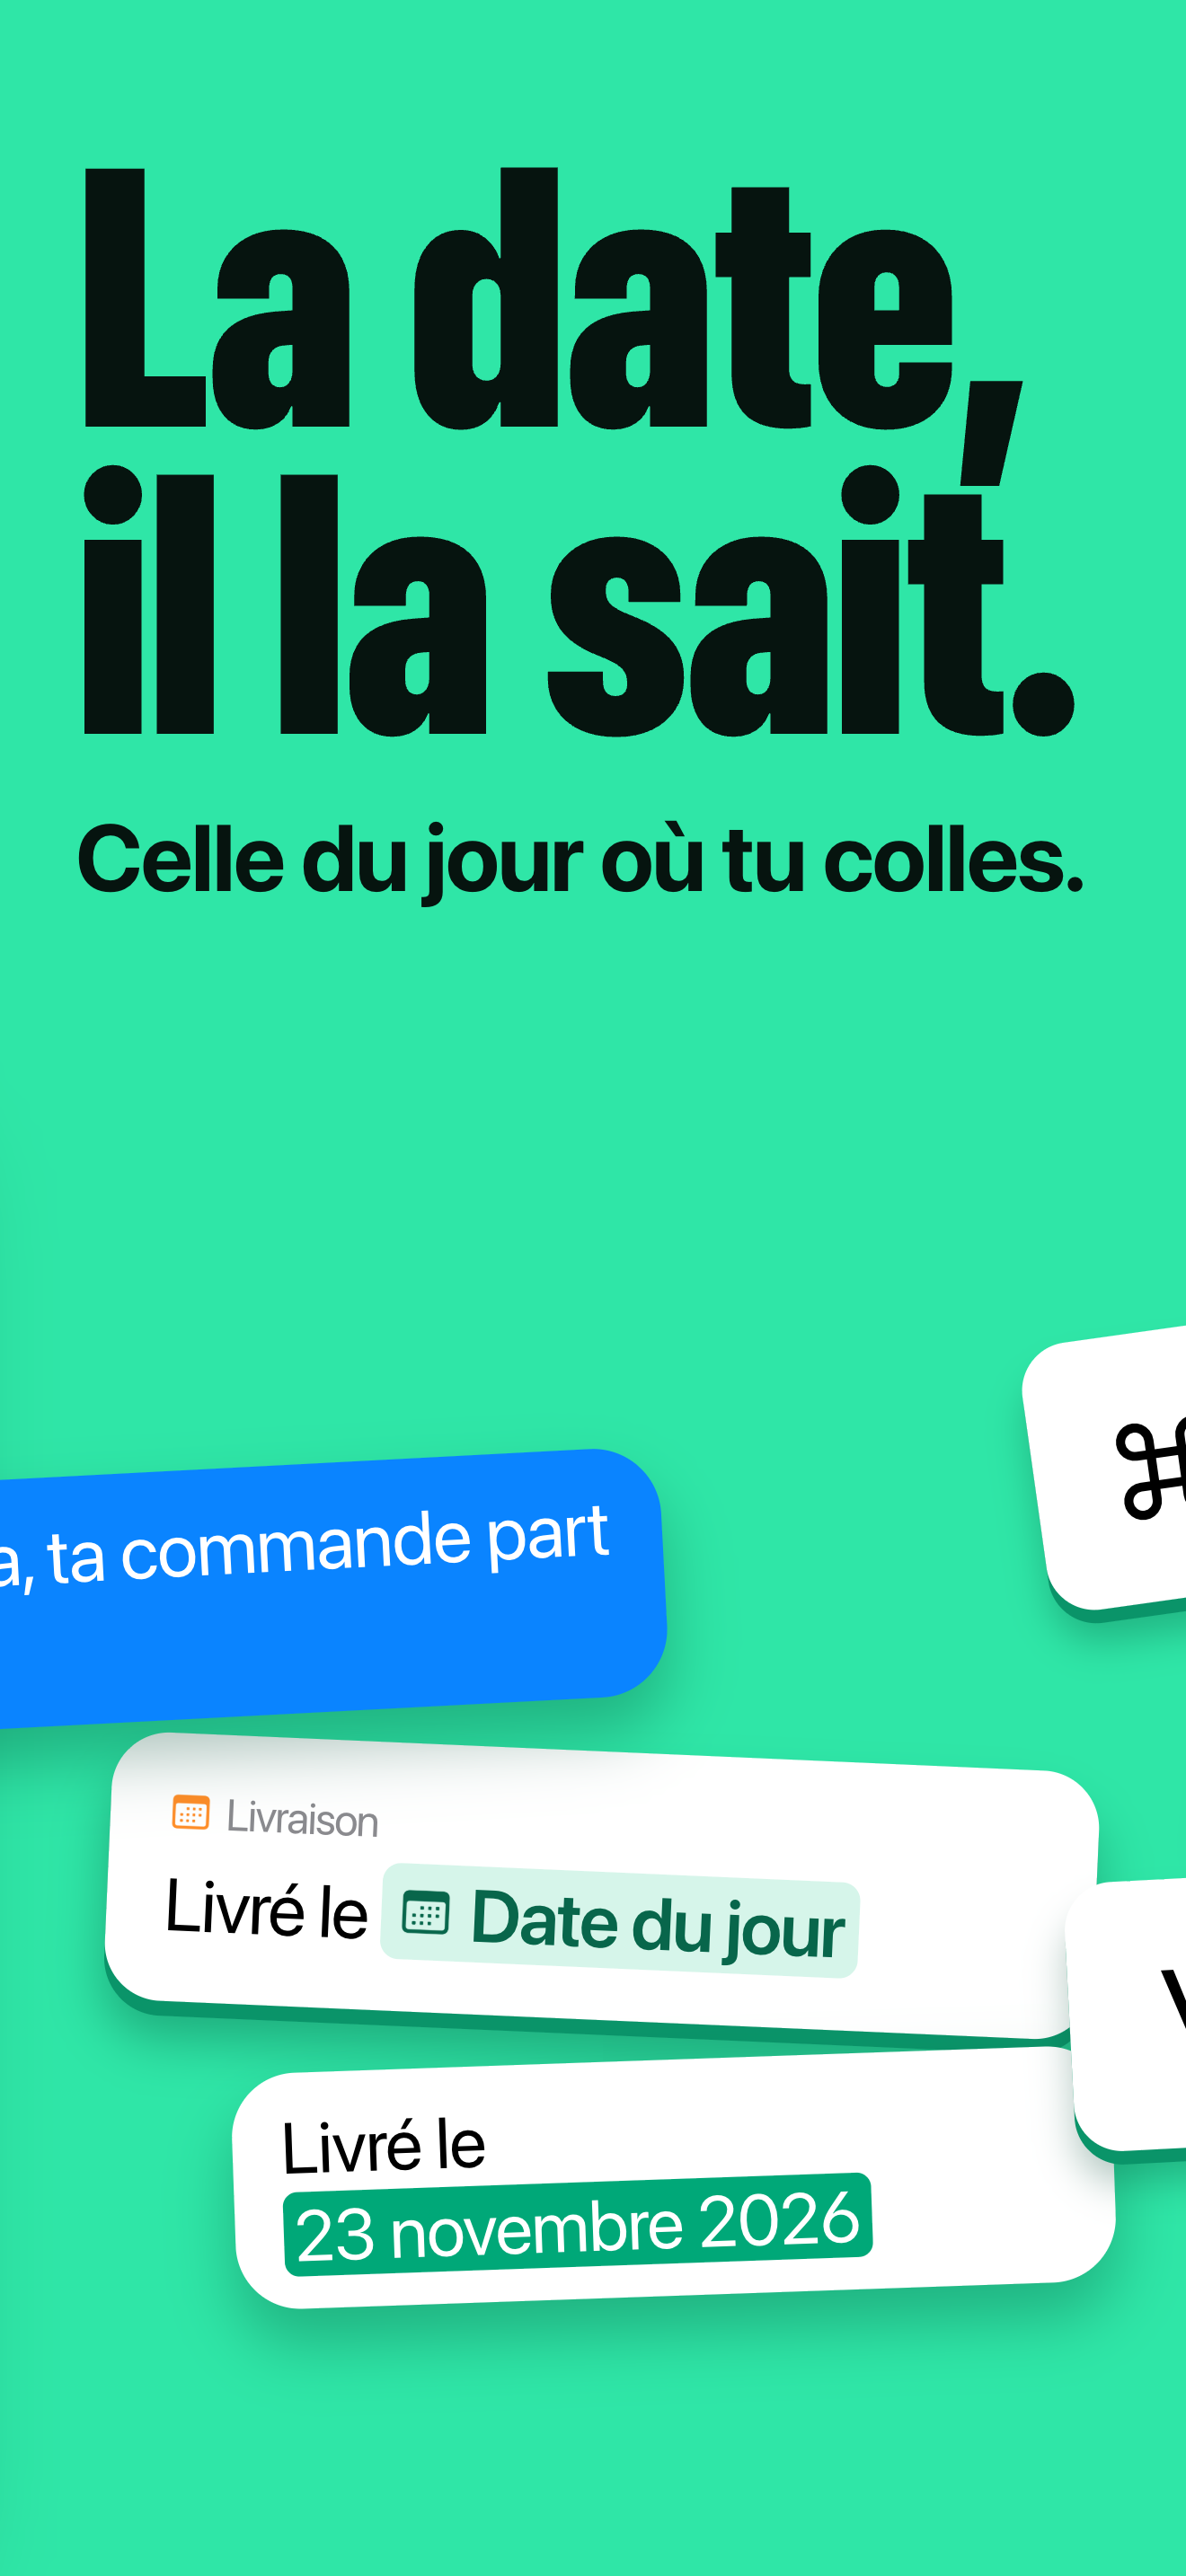 La date,
il la sait.
Celle du jour où tu colles.
⌘
a, ta commande part
Livraison
Livré le Date du jour
Livré le
23 novembre 2026